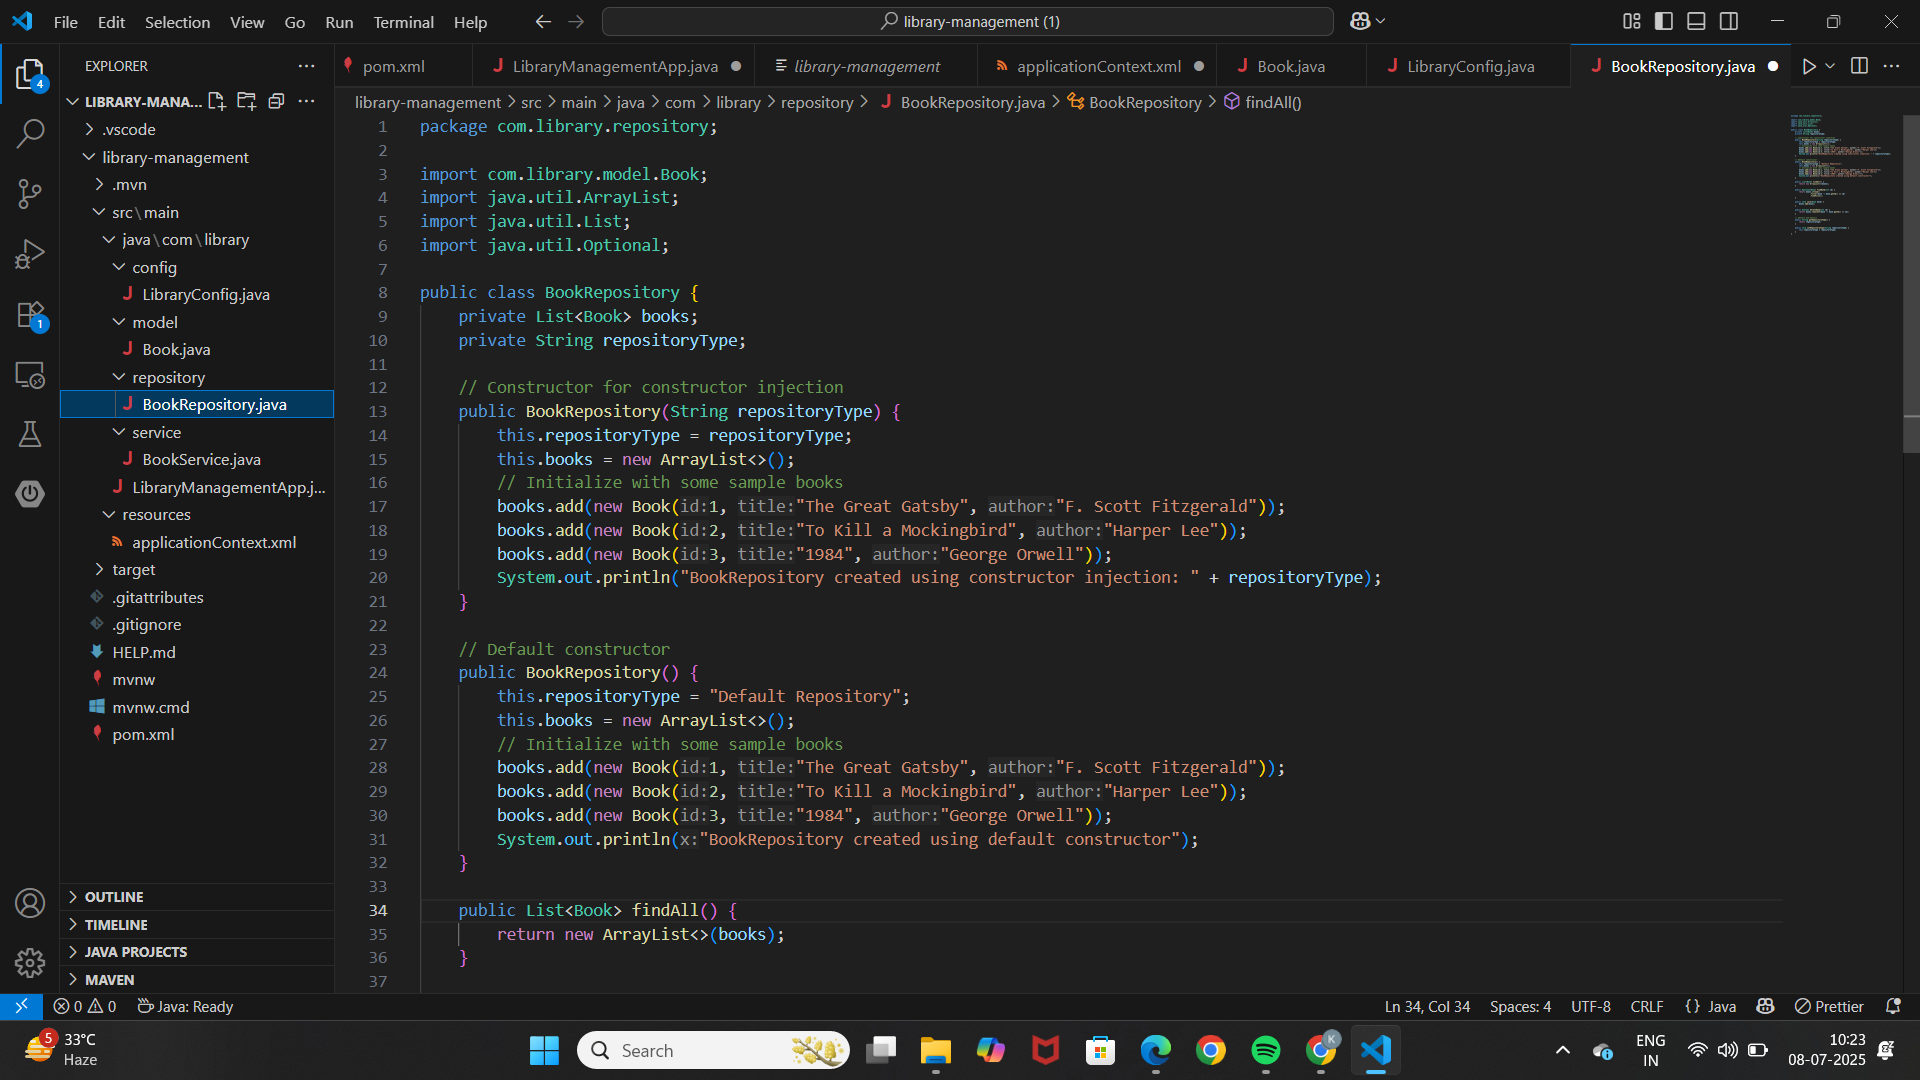 File Edit Selection View Go Run Terminal Help
library-management (1)
EXPLORER
LIBRARY-MANA...
.vscode
library-management
.mvn
src\main
java\com\library
config
LibraryConfig.java
model
Book.java
repository
BookRepository.java
service
BookService.java
LibraryManagementApp.j...
resources
applicationContext.xml
target
.gitattributes
.gitignore
HELP.md
mvnw
mvnw.cmd
pom.xml
OUTLINE
TIMELINE
JAVA PROJECTS
MAVEN
4
1
pom.xml LibraryManagementApp.java library-management applicationContext.xml Book.java LibraryConfig.java BookRepository.java
library-management > src > main > java > com > library > repository > BookRepository.java > BookRepository > findAll()
1 package com.library.repository;
2
3 import com.library.model.Book;
4 import java.util.ArrayList;
5 import java.util.List;
6 import java.util.Optional;
7
8 public class BookRepository {
9 private List<Book> books;
10 private String repositoryType;
11
12 // Constructor for constructor injection
13 public BookRepository(String repositoryType) {
14 this.repositoryType = repositoryType;
15 this.books = new ArrayList<>();
16 // Initialize with some sample books
17 books.add(new Book(id:1, title:"The Great Gatsby", author:"F. Scott Fitzgerald"));
18 books.add(new Book(id:2, title:"To Kill a Mockingbird", author:"Harper Lee"));
19 books.add(new Book(id:3, title:"1984", author:"George Orwell"));
20 System.out.println("BookRepository created using constructor injection: " + repositoryType);
21 }
22
23 // Default constructor
24 public BookRepository() {
25 this.repositoryType = "Default Repository";
26 this.books = new ArrayList<>();
27 // Initialize with some sample books
28 books.add(new Book(id:1, title:"The Great Gatsby", author:"F. Scott Fitzgerald"));
29 books.add(new Book(id:2, title:"To Kill a Mockingbird", author:"Harper Lee"));
30 books.add(new Book(id:3, title:"1984", author:"George Orwell"));
31 System.out.println(x:"BookRepository created using default constructor");
32 }
33
34 public List<Book> findAll() {
35 return new ArrayList<>(books);
36 }
37
0 0 Java: Ready Ln 34, Col 34 Spaces: 4 UTF-8 CRLF {} Java Prettier
5
33°C
Haze
Search
K
ENG
IN
10:23
08-07-2025